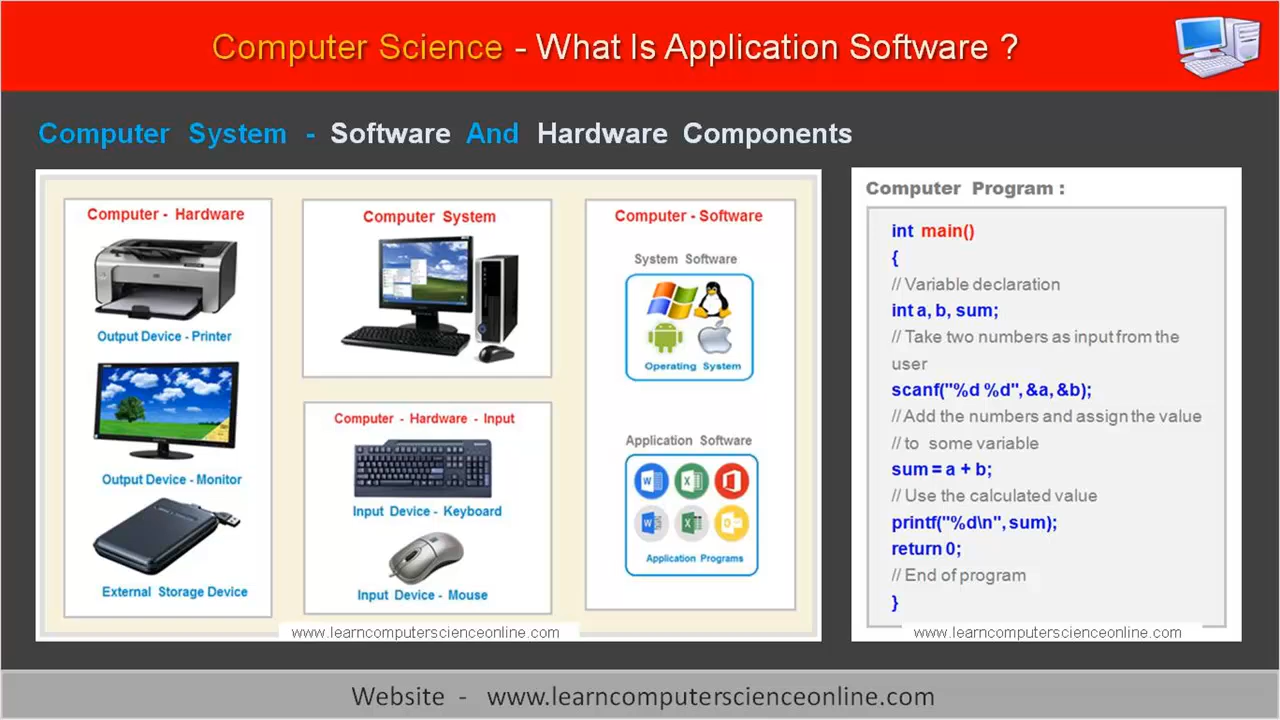 Computer Science - What Is Application Software ?
Computer System - Software And Hardware Components
Computer - Hardware
Output Device - Printer
Output Device - Monitor
External Storage Device
Computer System
Computer - Hardware - Input
Input Device - Keyboard
Input Device - Mouse
Computer - Software
System Software
Operating System
Application Software
Application Programs
www.learncomputerscienceonline.com
Computer Program :
int main()
{
// Variable declaration
int a, b, sum;
// Take two numbers as input from the
user
scanf("%d %d", &a, &b);
// Add the numbers and assign the value
// to some variable
sum = a + b;
// Use the calculated value
printf("%d\n", sum);
return 0;
// End of program
}
www.learncomputerscienceonline.com
Website - www.learncomputerscienceonline.com